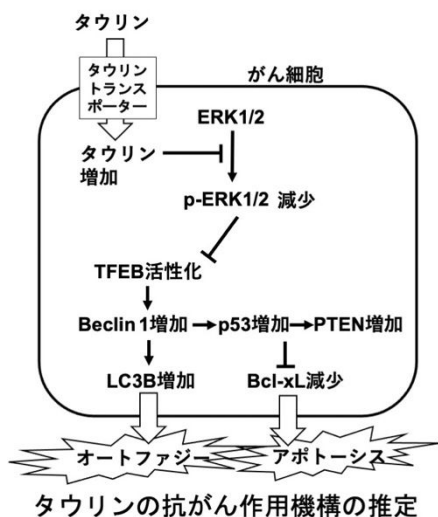 タウリン
がん細胞
タウリン
トランス
ポーター
ERK1/2
タウリン
増加
p-ERK1/2 減少
TFEB活性化
Beclin 1増加 p53増加 PTEN増加
LC3B増加 Bcl-xL減少
オートファジー アポトーシス
タウリンの抗がん作用機構の推定